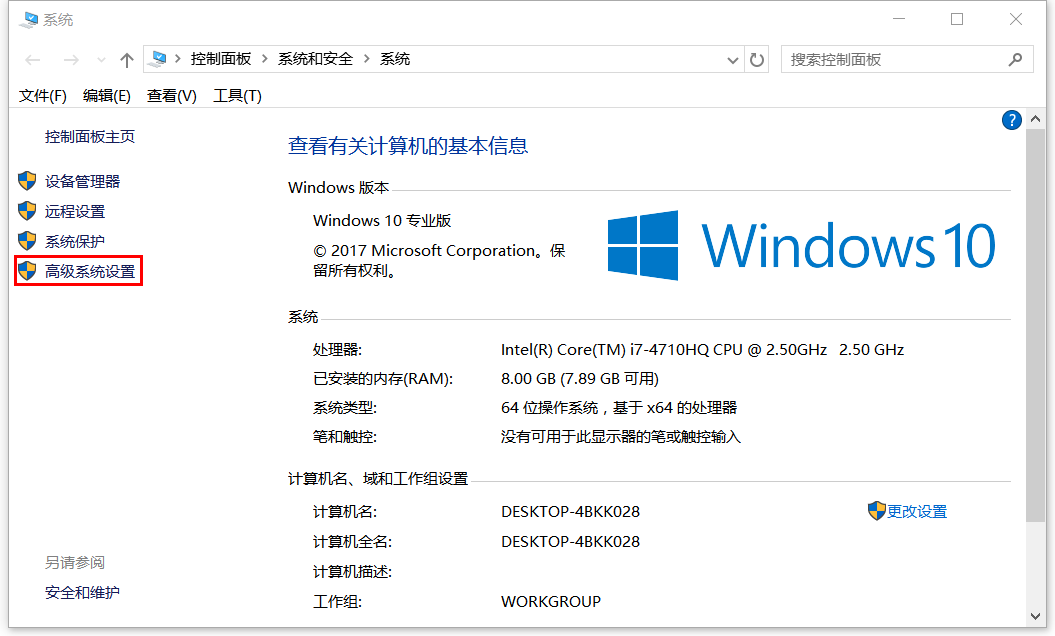 系统
控制面板 系统和安全 系统
搜索控制面板
文件(F) 编辑(E) 查看(V) 工具(T)
控制面板主页
设备管理器
远程设置
系统保护
高级系统设置
另请参阅
安全和维护
?
查看有关计算机的基本信息
Windows 版本
Windows 10 专业版
© 2017 Microsoft Corporation。保
留所有权利。
Windows 10
系统
处理器: Intel(R) Core(TM) i7-4710HQ CPU @ 2.50GHz 2.50 GHz
已安装的内存(RAM): 8.00 GB (7.89 GB 可用)
系统类型: 64 位操作系统，基于 x64 的处理器
笔和触控: 没有可用于此显示器的笔或触控输入
计算机名、域和工作组设置
计算机名: DESKTOP-4BKK028 更改设置
计算机全名: DESKTOP-4BKK028
计算机描述:
工作组: WORKGROUP